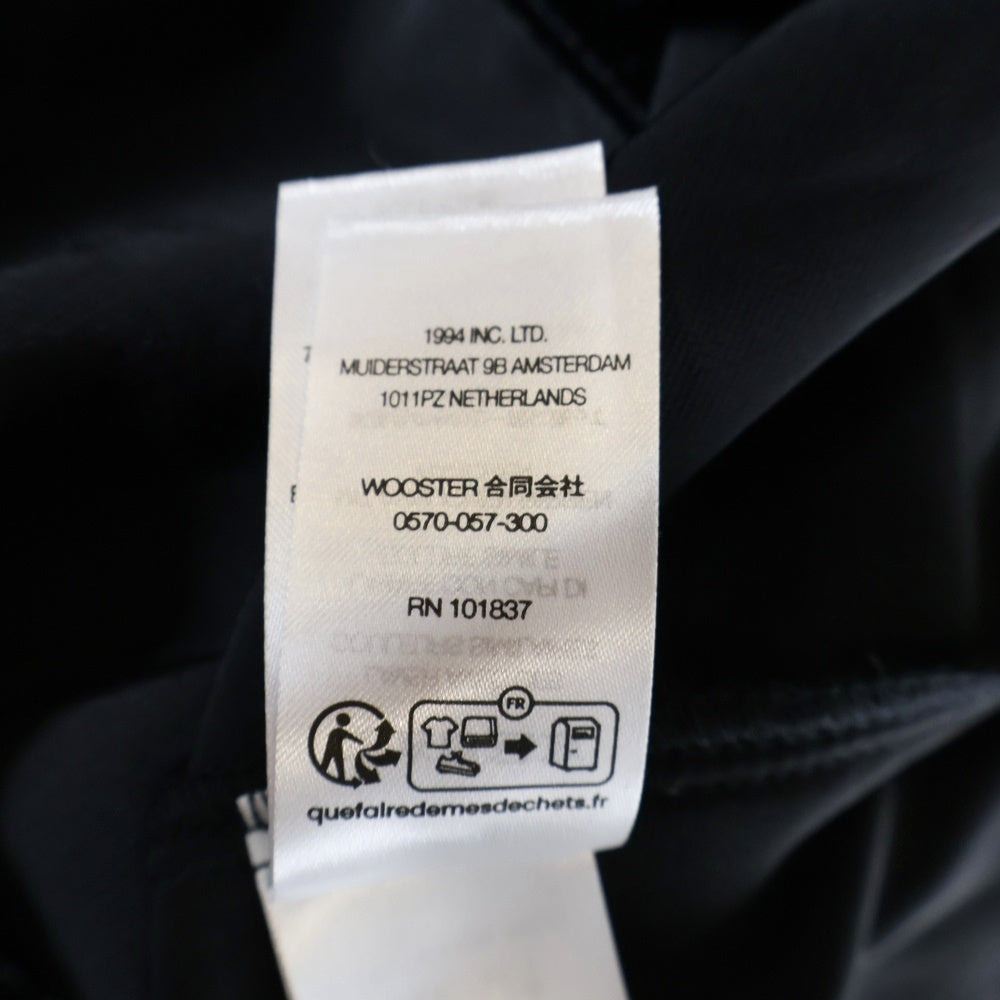 1994 INC. LTD.
MUIDERSTRAAT 9B AMSTERDAM
1011PZ NETHERLANDS
WOOSTER 合同会社
0570-057-300
RN 101837
FR
quefairedemesdechets.fr